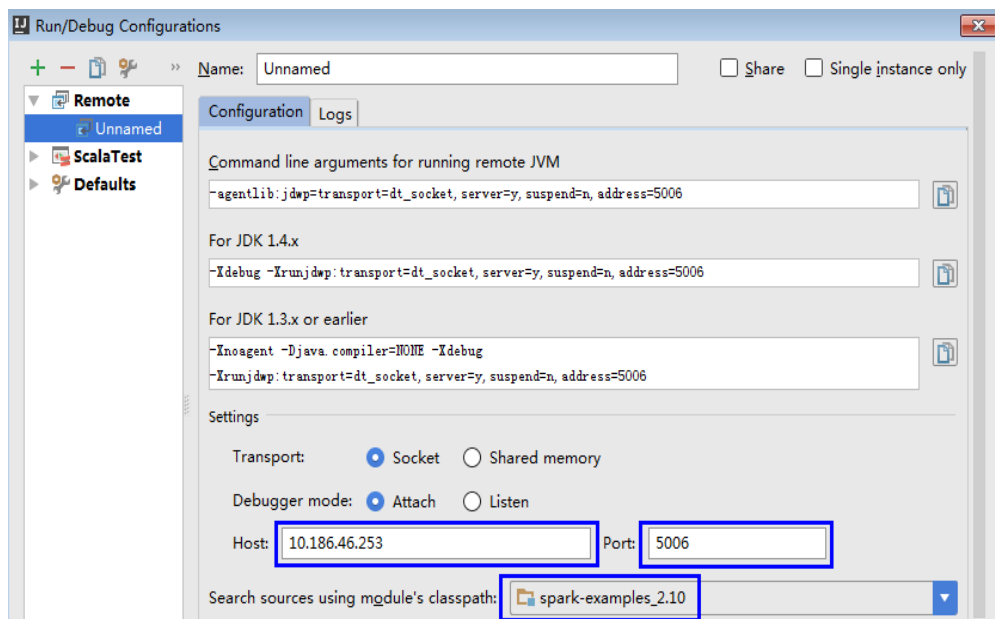 Run/Debug Configurations
Name: Unnamed Share Single instance only
Remote
Unnamed
ScalaTest
Defaults
Configuration Logs
Command line arguments for running remote JVM
-agentlib:jdwp=transport=dt_socket, server=y, suspend=n, address=5006
For JDK 1.4.x
-Xdebug -Xrunjdwp:transport=dt_socket, server=y, suspend=n, address=5006
For JDK 1.3.x or earlier
-Xnoagent -Djava.compiler=NONE -Xdebug
-Xrunjdwp:transport=dt_socket, server=y, suspend=n, address=5006
Settings
Transport: Socket Shared memory
Debugger mode: Attach Listen
Host: 10.186.46.253 Port: 5006
Search sources using module's classpath: spark-examples_2.10